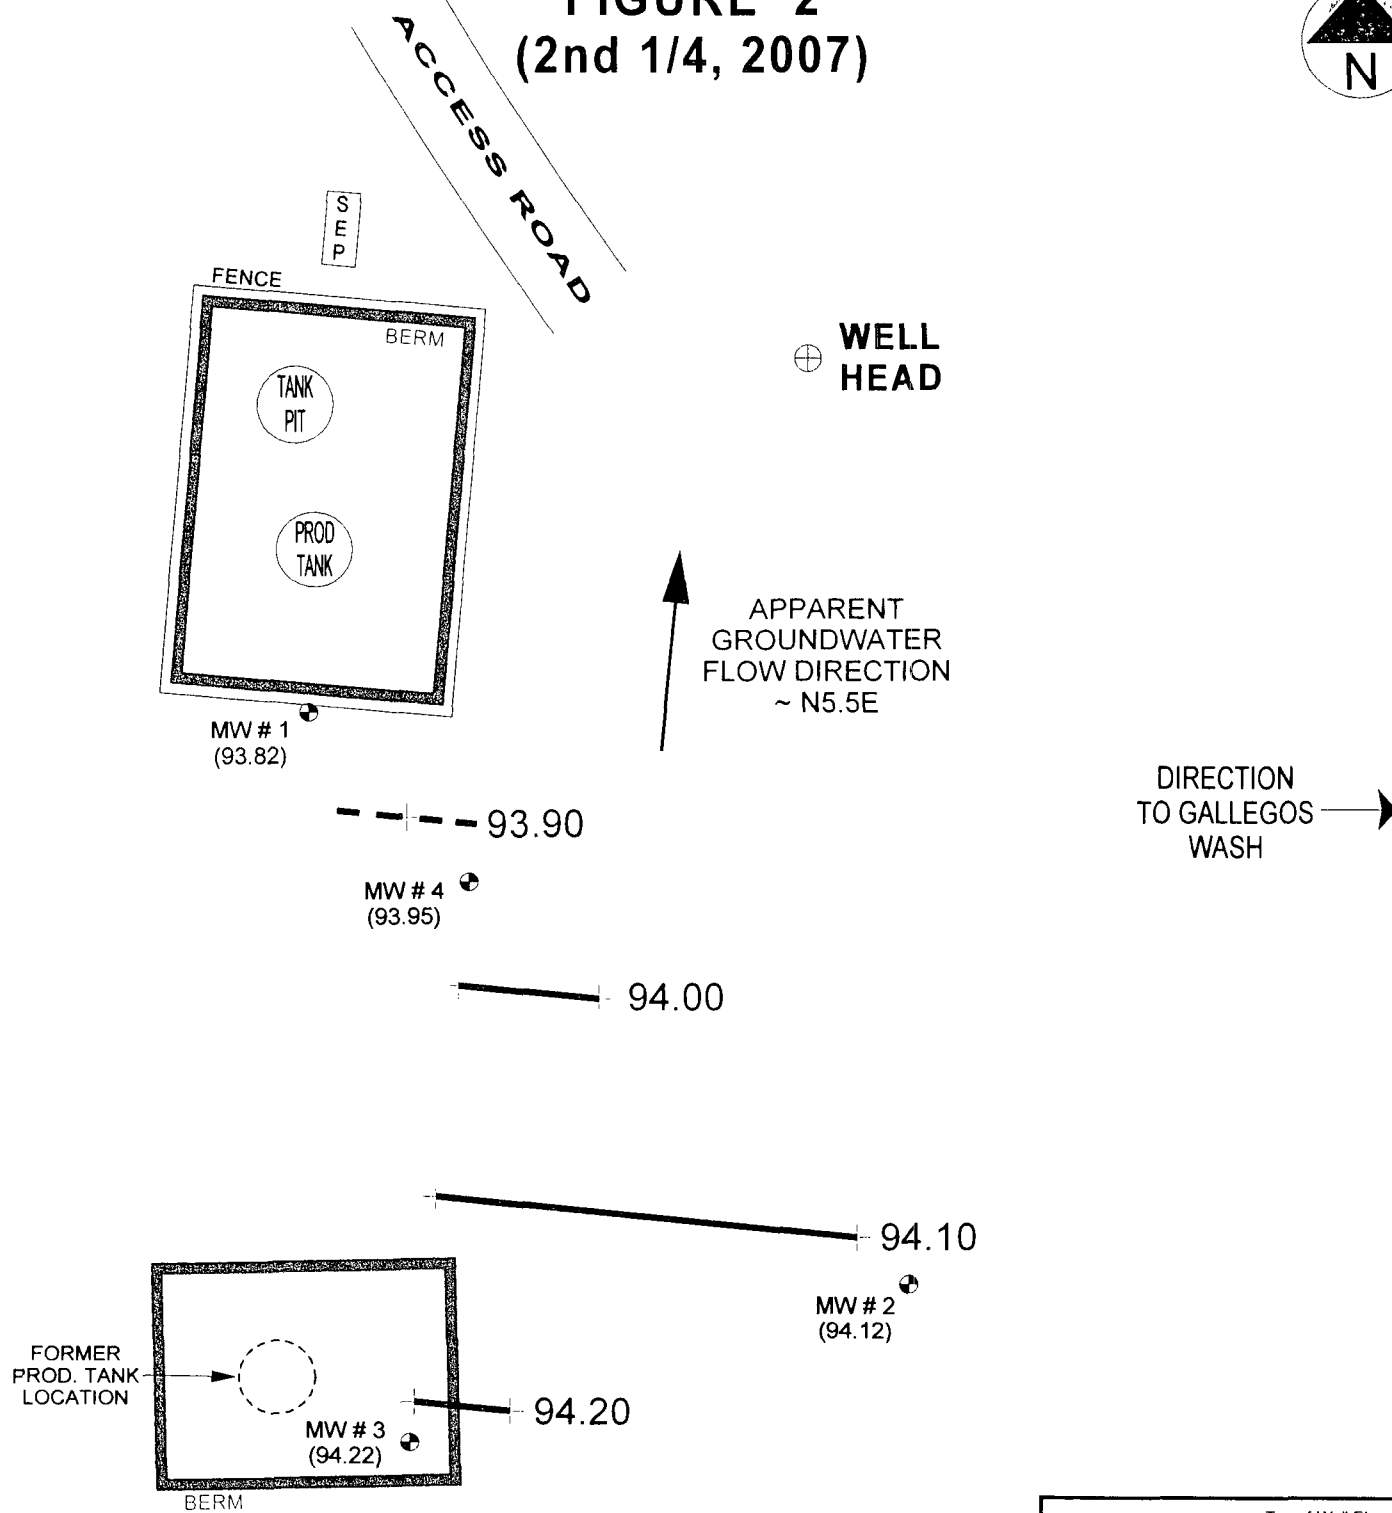 FIGURE 2
(2nd 1/4, 2007)
N
ACCESS ROAD
S
E
P
FENCE
BERM
TANK
PIT
WELL
HEAD
PROD
TANK
APPARENT
GROUNDWATER
FLOW DIRECTION
~ N5.5E
MW # 1
(93.82)
DIRECTION
TO GALLEGOS
WASH
93.90
MW # 4
(93.95)
94.00
94.10
MW # 2
(94.12)
FORMER
PROD. TANK
LOCATION
94.20
MW # 3
(94.22)
BERM